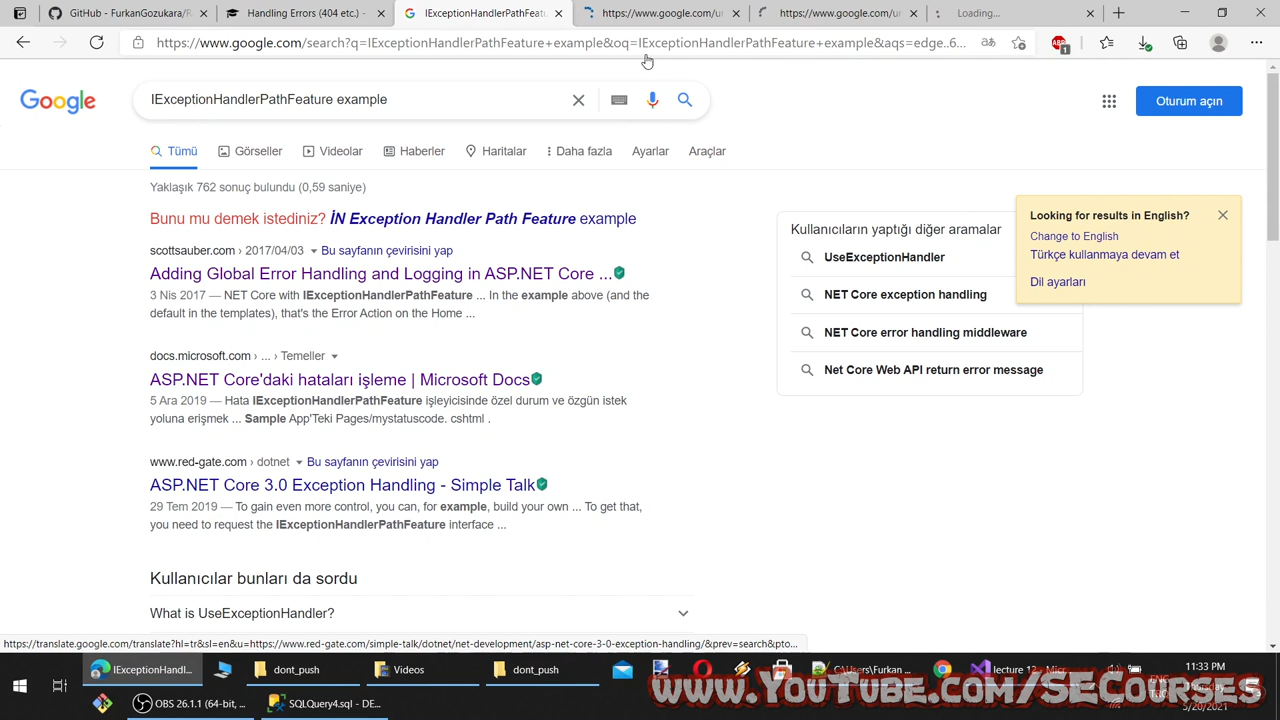 GitHub - FurkanGozukara/R
Handling Errors (404 etc.) -
IExceptionHandlerPathFeatur
https://www.google.com/ur
https://www.google.com/ur
Loading...
https://www.google.com/search?q=IExceptionHandlerPathFeature+example&oq=IExceptionHandlerPathFeature+example&aqs=edge..6...
1
Google
IExceptionHandlerPathFeature example
Oturum açın
Tümü
Görseller
Videolar
Haberler
Haritalar
Daha fazla
Ayarlar
Araçlar
Yaklaşık 762 sonuç bulundu (0,59 saniye)
Bunu mu demek istediniz? İN Exception Handler Path Feature example
scottsauber.com › 2017/04/03 Bu sayfanın çevirisini yap
Adding Global Error Handling and Logging in ASP.NET Core ...
3 Nis 2017 — NET Core with IExceptionHandlerPathFeature ... In the example above (and the
default in the templates), that's the Error Action on the Home ...
docs.microsoft.com › ... › Temeller
ASP.NET Core'daki hataları işleme | Microsoft Docs
5 Ara 2019 — Hata IExceptionHandlerPathFeature işleyicisinde özel durum ve özgün istek
yoluna erişmek ... Sample App'Teki Pages/mystatuscode. cshtml .
www.red-gate.com › dotnet Bu sayfanın çevirisini yap
ASP.NET Core 3.0 Exception Handling - Simple Talk
29 Tem 2019 — To gain even more control, you can, for example, build your own ... To get that,
you need to request the IExceptionHandlerPathFeature interface ...
Kullanıcılar bunları da sordu
What is UseExceptionHandler?
Kullanıcıların yaptığı diğer aramalar
UseExceptionHandler
NET Core exception handling
NET Core error handling middleware
Net Core Web API return error message
Looking for results in English?
Change to English
Türkçe kullanmaya devam et
Dil ayarları
https://translate.google.com/translate?hl=tr&sl=en&u=https://www.red-gate.com/simple-talk/dotnet/net-development/asp-net-core-3-0-exception-handling/&prev=search&pto...
IExceptionHandl...
dont_push
Videos
dont_push
C:\Users\Furkan ...
lecture 12 - Micr...
11:33 PM
Thursday
5/20/2021
ENG
OBS 26.1.1 (64-bit, ...
SQLQuery4.sql - DE...
www.YouTube.com/SECourses